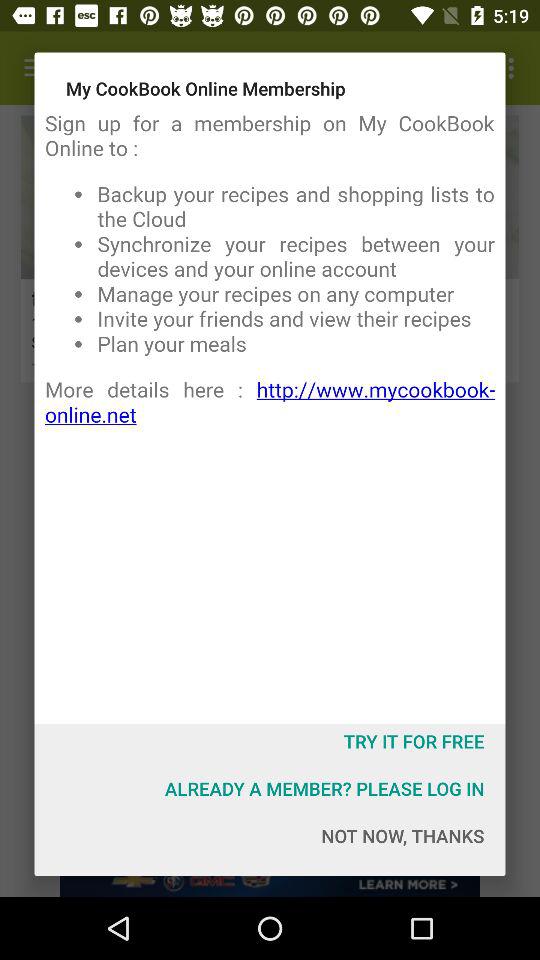 esc
5:19
My CookBook Online Membership
Sign up for a membership on My CookBook
Online to :
• Backup your recipes and shopping lists to
the Cloud
• Synchronize your recipes between your
devices and your online account
• Manage your recipes on any computer
• Invite your friends and view their recipes
• Plan your meals
More details here : http://www.mycookbook-
online.net
TRY IT FOR FREE
ALREADY A MEMBER? PLEASE LOG IN
NOT NOW, THANKS
GMC
LEARN MORE >